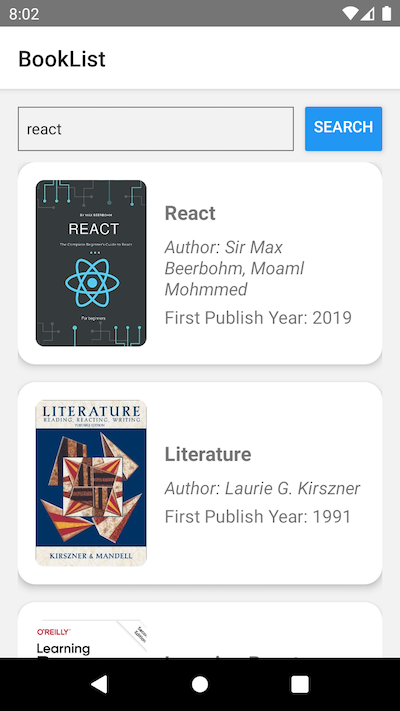 8:02
BookList
react
SEARCH
BY MAX BEERBOHM
REACT
The Complete Beginner's Guide to React
For beginners
React
Author: Sir Max
Beerbohm, Moaml
Mohmmed
First Publish Year: 2019
LITERATURE
READING, REACTING, WRITING
KIRSZNER & MANDELL
Literature
Author: Laurie G. Kirszner
First Publish Year: 1991
O'REILLY
Learning